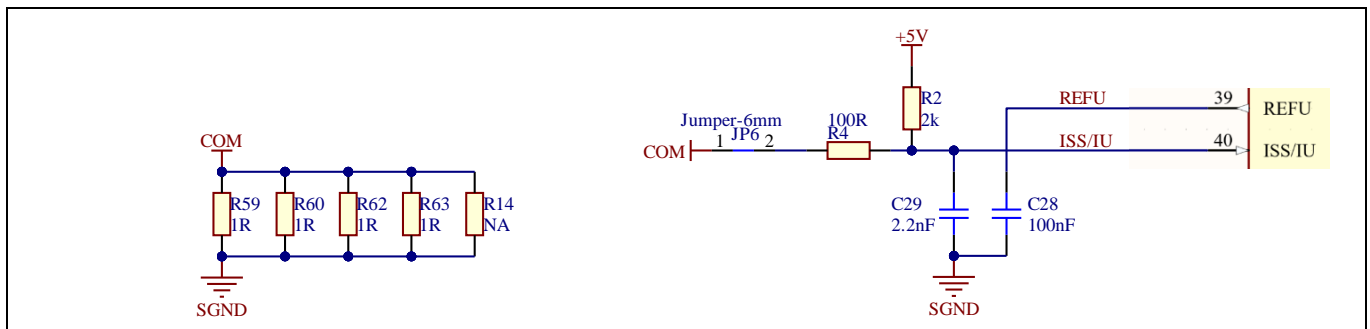 COM
R59
1R
R60
1R
R62
1R
R63
1R
R14
NA
SGND
+5V
R2
2k
Jumper-6mm
JP6
1
2
COM
100R
R4
REFU
39
REFU
ISS/IU
40
ISS/IU
C29
2.2nF
C28
100nF
SGND